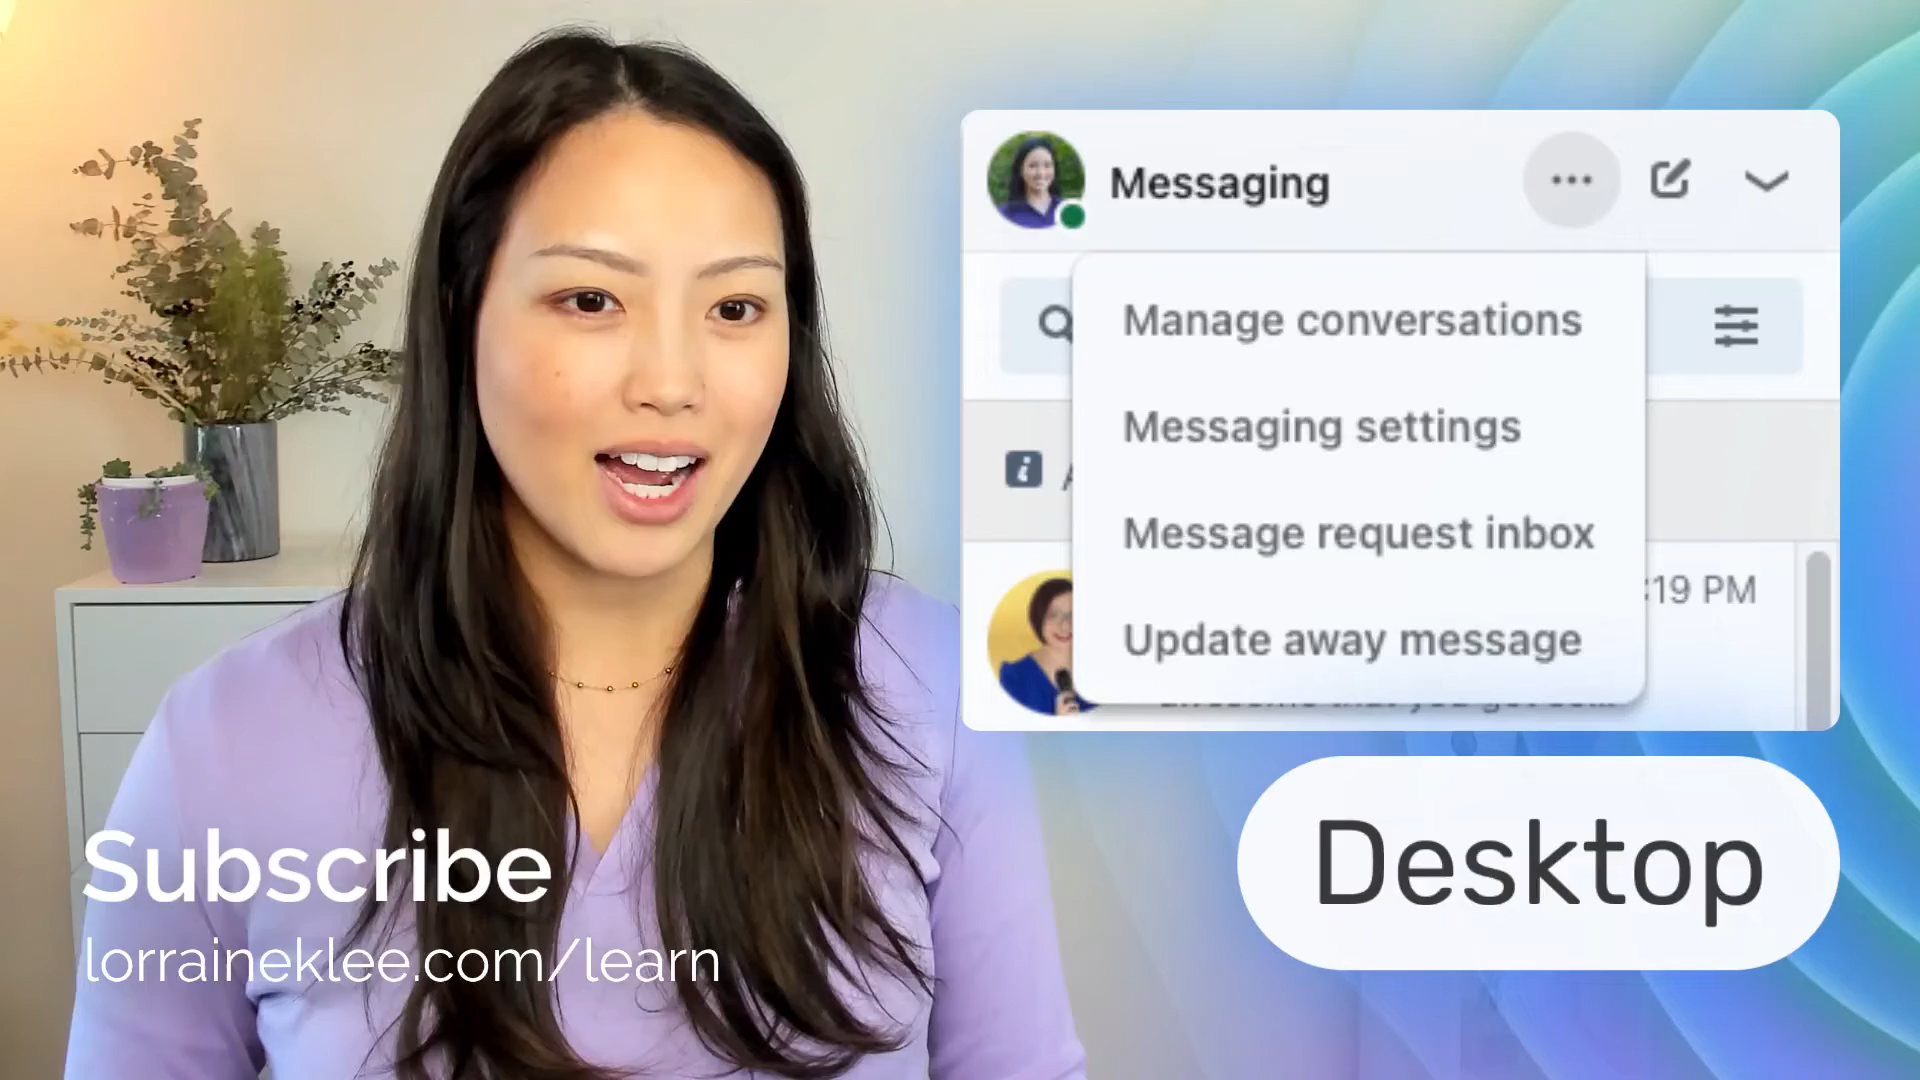 Messaging
Manage conversations
Messaging settings
Message request inbox
Update away message
:19 PM
Desktop
Subscribe
lorraineklee.com/learn